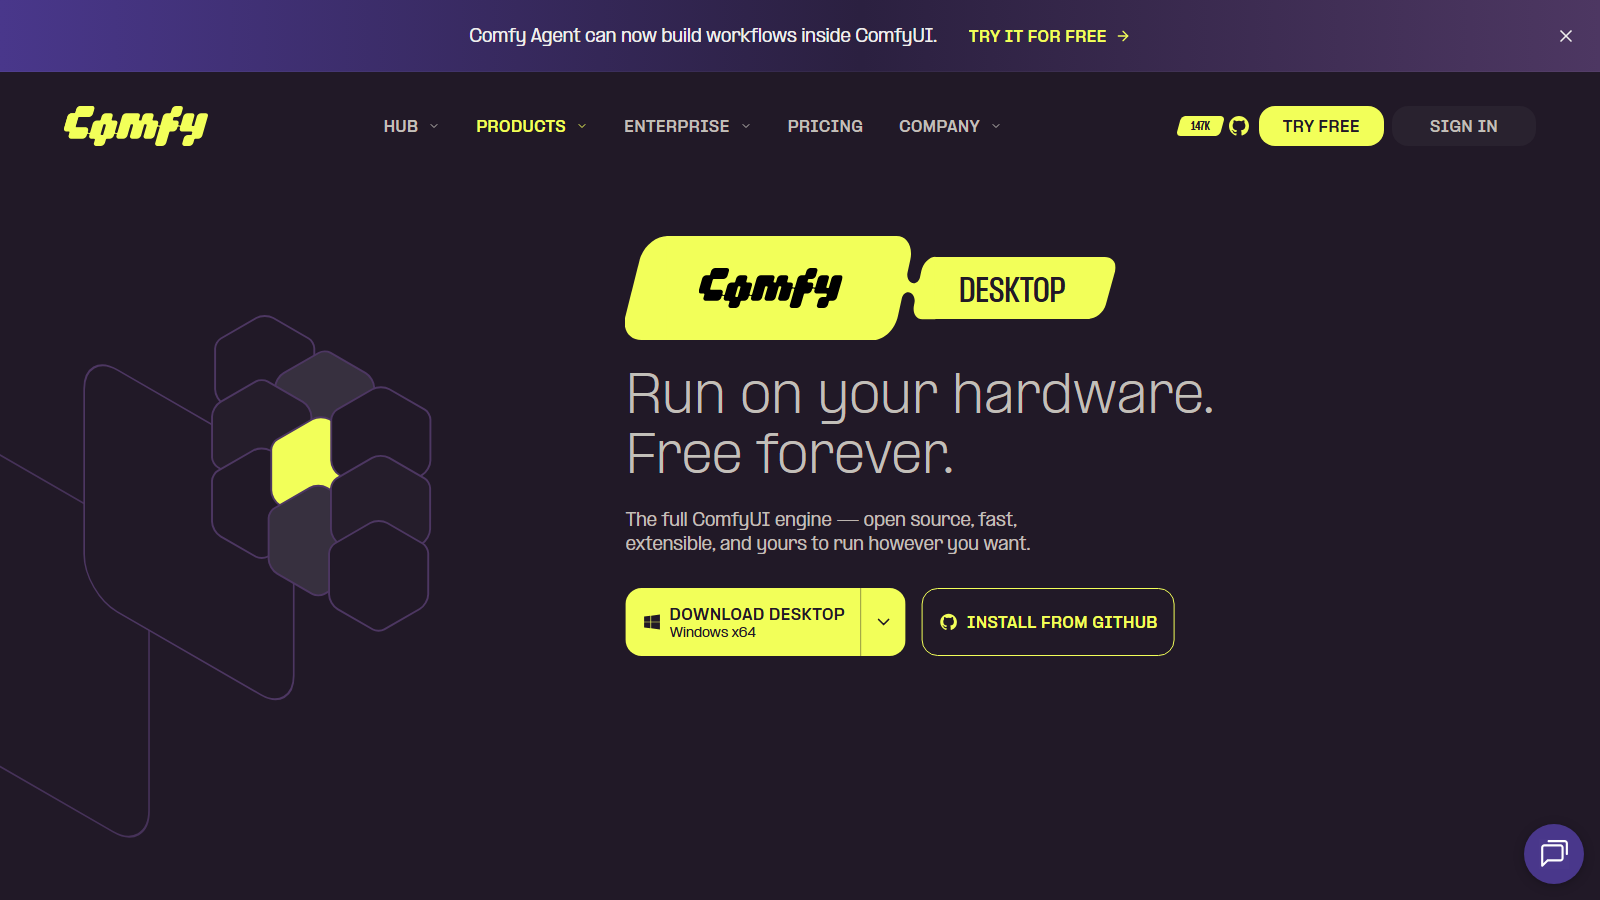 Comfy Agent can now build workflows inside ComfyUI. TRY IT FOR FREE →
Comfy
HUB PRODUCTS ENTERPRISE PRICING COMPANY
147K
TRY FREE
SIGN IN
Comfy
DESKTOP
Run on your hardware.
Free forever.
The full ComfyUI engine — open source, fast,
extensible, and yours to run however you want.
DOWNLOAD DESKTOP
Windows x64
INSTALL FROM GITHUB